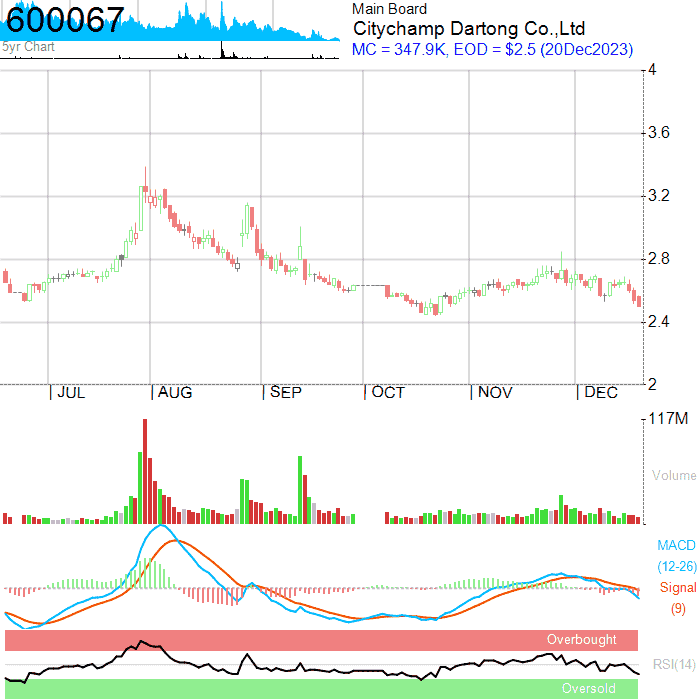 600067
5yr Chart
Main Board
Citychamp Dartong Co.,Ltd
MC = 347.9K, EOD = $2.5 (20Dec2023)
4
3.6
3.2
2.8
2.4
2
| JUL | AUG | SEP | OCT | NOV | DEC
117M
Volume
MACD
(12-26)
Signal
(9)
Overbought
RSI(14)
Oversold